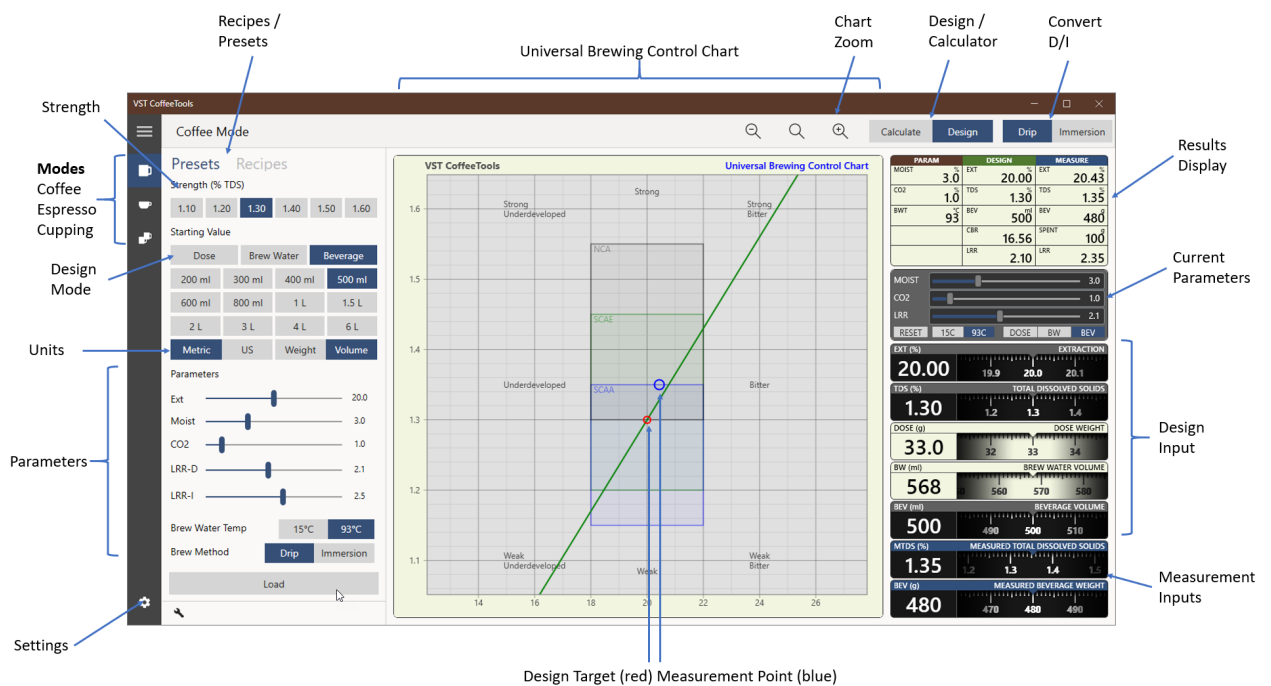 Recipes /
Presets
Universal Brewing Control Chart
Chart
Zoom
Design /
Calculator
Convert
D/I
Strength
Modes
Coffee
Espresso
Cupping
Design
Mode
Units
Parameters
Settings
VST CoffeeTools
Coffee Mode
Calculate Design Drip Immersion
Presets Recipes
Strength (% TDS)
1.10 1.20 1.30 1.40 1.50 1.60
Starting Value
Dose Brew Water Beverage
200 ml 300 ml 400 ml 500 ml
600 ml 800 ml 1 L 1.5 L
2 L 3 L 4 L 6 L
Metric US Weight Volume
Parameters
Ext 20.0
Moist 3.0
CO2 1.0
LRR-D 2.1
LRR-I 2.5
Brew Water Temp 15°C 93°C
Brew Method Drip Immersion
Load
VST CoffeeTools Universal Brewing Control Chart
Strong
Strong
Underdeveloped
Strong
Bitter
1.6
NCA
1.5
SCAE
1.4
Underdeveloped
SCAA
Bitter
1.3
1.2
Weak
Underdeveloped
Weak
Weak
Bitter
1.1
14 16 18 20 22 24 26
PARAM DESIGN MEASURE
MOIST % 3.0 EXT % 20.00 EXT % 20.43
CO2 % 1.0 TDS % 1.30 TDS % 1.35
BWT °C 93 BEV ml 500 BEV g 480
CBR 16.56 SPENT g 100
LRR 2.10 LRR 2.35
MOIST 3.0
CO2 1.0
LRR 2.1
RESET 15C 93C DOSE BW BEV
EXT (%) EXTRACTION
20.00 19.9 20.0 20.1
TDS (%) TOTAL DISSOLVED SOLIDS
1.30 1.2 1.3 1.4
DOSE (g) DOSE WEIGHT
33.0 32 33 34
BW (ml) BREW WATER VOLUME
568 560 570 580
BEV (ml) BEVERAGE VOLUME
500 490 500 510
MTDS (%) MEASURED TOTAL DISSOLVED SOLIDS
1.35 1.2 1.3 1.4 1.5
BEV (g) MEASURED BEVERAGE WEIGHT
480 470 480 490
Results
Display
Current
Parameters
Design
Input
Measurement
Inputs
Design Target (red) Measurement Point (blue)